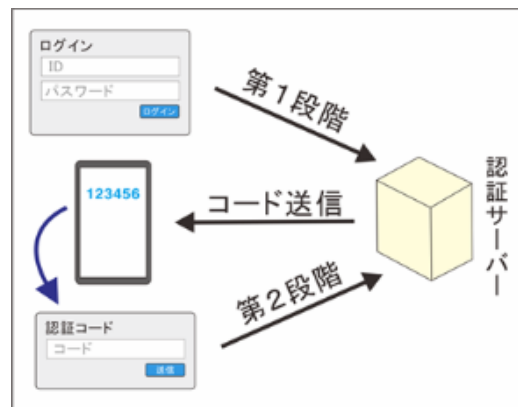 ログイン
ID
パスワード
ログイン
第1段階
123456
コード送信
認証サーバー
第2段階
認証コード
コード
送信